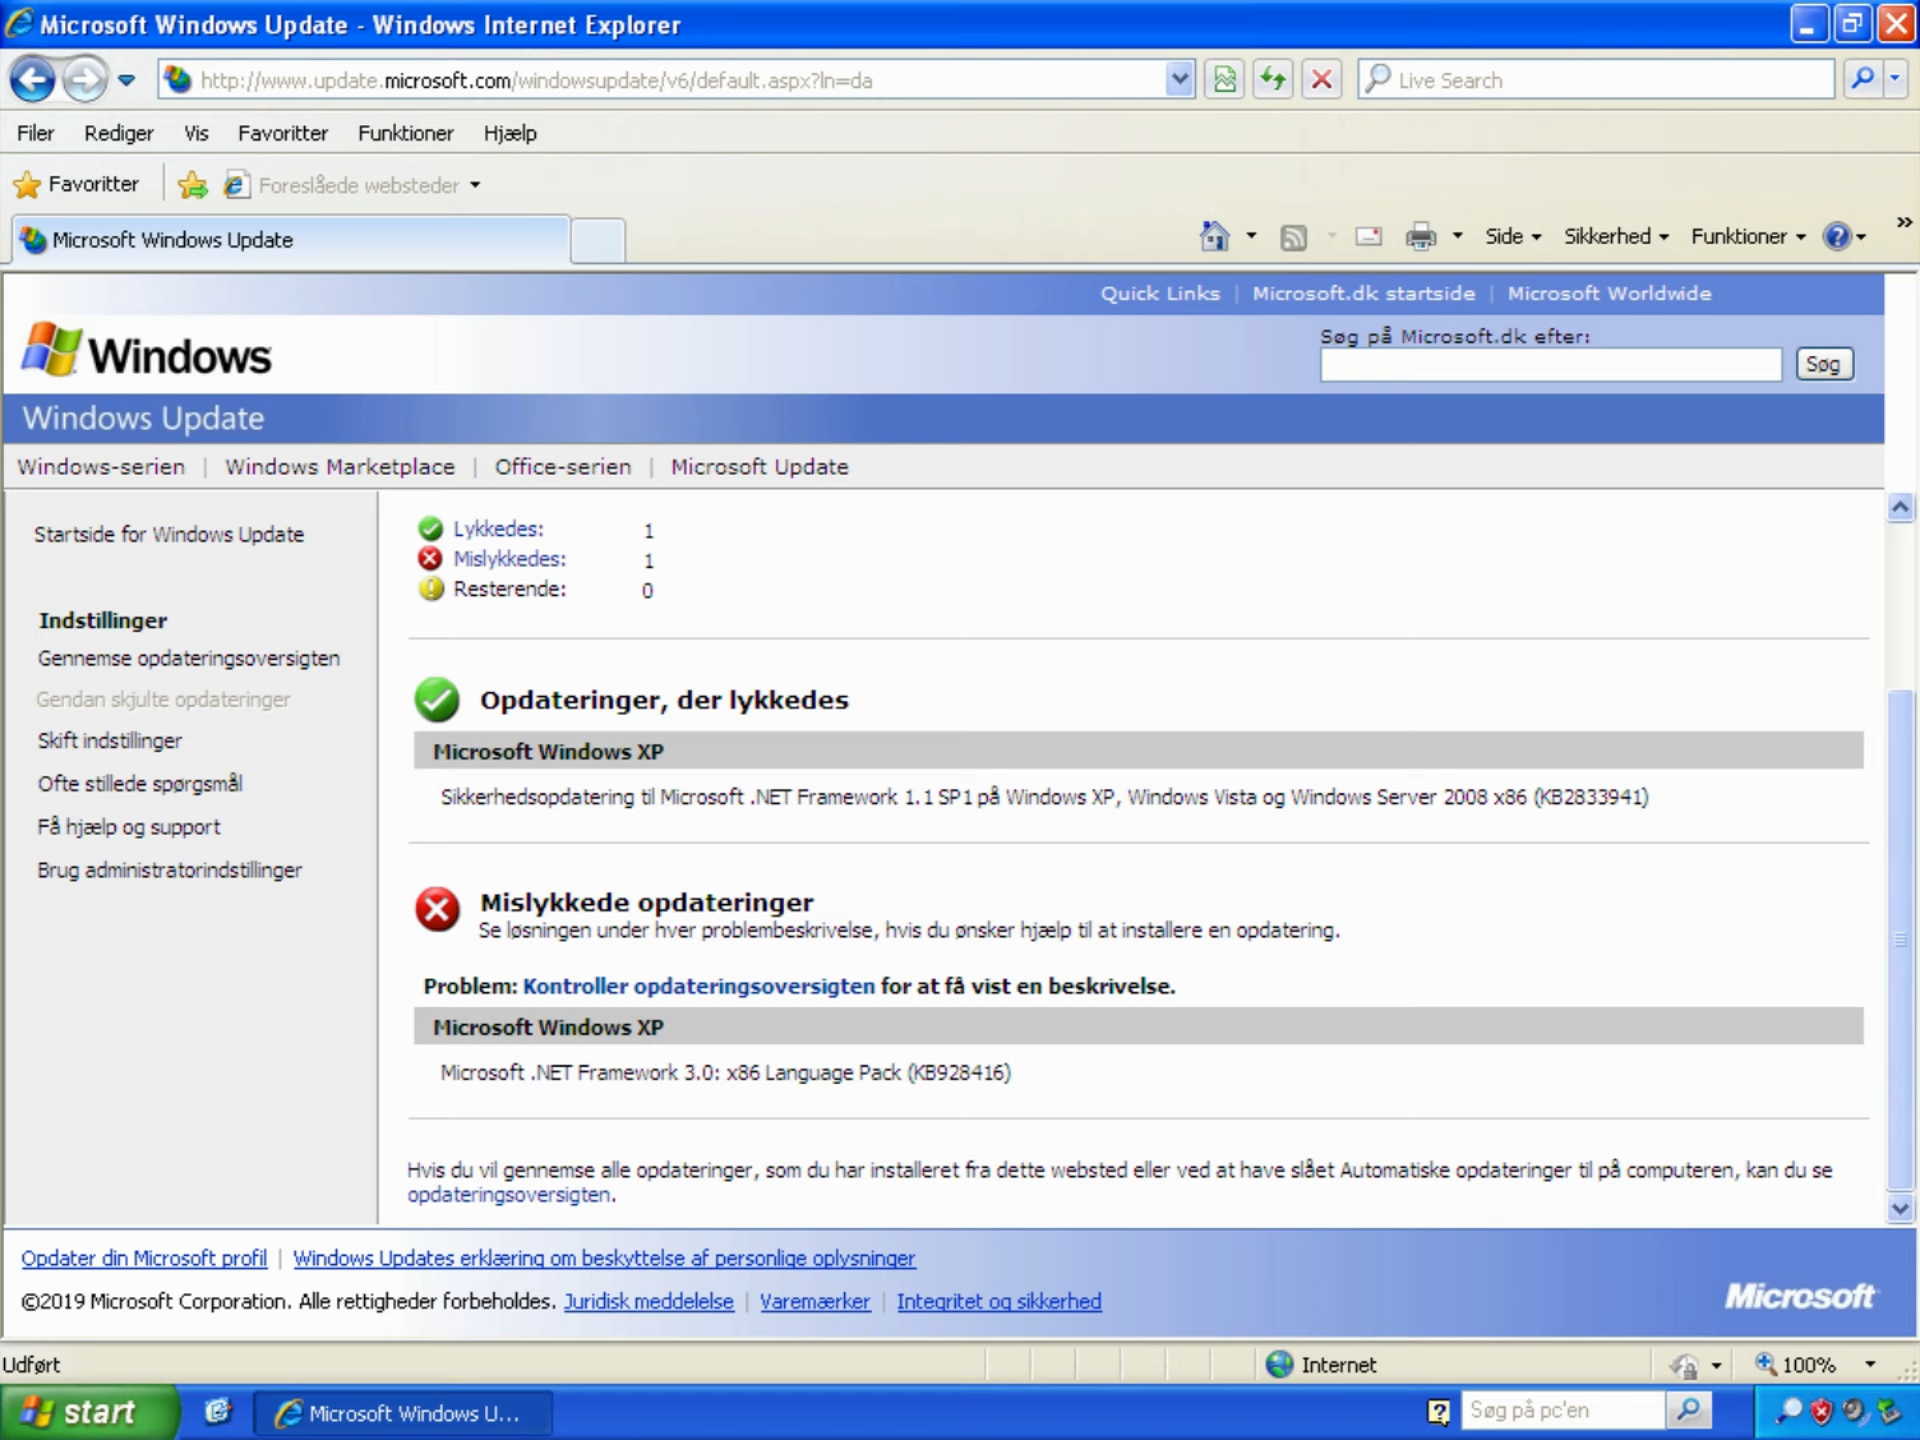 Microsoft Windows Update - Windows Internet Explorer
http://www.update.microsoft.com/windowsupdate/v6/default.aspx?ln=da
Live Search
Filer Rediger Vis Favoritter Funktioner Hjælp
Favoritter Foreslåede websteder
Microsoft Windows Update
Side Sikkerhed Funktioner
Quick Links | Microsoft.dk startside | Microsoft Worldwide
Windows
Søg på Microsoft.dk efter:
Søg
Windows Update
Windows-serien | Windows Marketplace | Office-serien | Microsoft Update
Startside for Windows Update
Indstillinger
Gennemse opdateringsoversigten
Gendan skjulte opdateringer
Skift indstillinger
Ofte stillede spørgsmål
Få hjælp og support
Brug administratorindstillinger
Lykkedes: 1
Mislykkedes: 1
Resterende: 0
Opdateringer, der lykkedes
Microsoft Windows XP
Sikkerhedsopdatering til Microsoft .NET Framework 1.1 SP1 på Windows XP, Windows Vista og Windows Server 2008 x86 (KB2833941)
Mislykkede opdateringer
Se løsningen under hver problembeskrivelse, hvis du ønsker hjælp til at installere en opdatering.
Problem: Kontroller opdateringsoversigten for at få vist en beskrivelse.
Microsoft Windows XP
Microsoft .NET Framework 3.0: x86 Language Pack (KB928416)
Hvis du vil gennemse alle opdateringer, som du har installeret fra dette websted eller ved at have slået Automatiske opdateringer til på computeren, kan du se
opdateringsoversigten.
Opdater din Microsoft profil | Windows Updates erklæring om beskyttelse af personlige oplysninger
©2019 Microsoft Corporation. Alle rettigheder forbeholdes. Juridisk meddelelse | Varemærker | Integritet og sikkerhed
Microsoft
Udført
Internet
100%
start
Microsoft Windows U...
Søg på pc'en